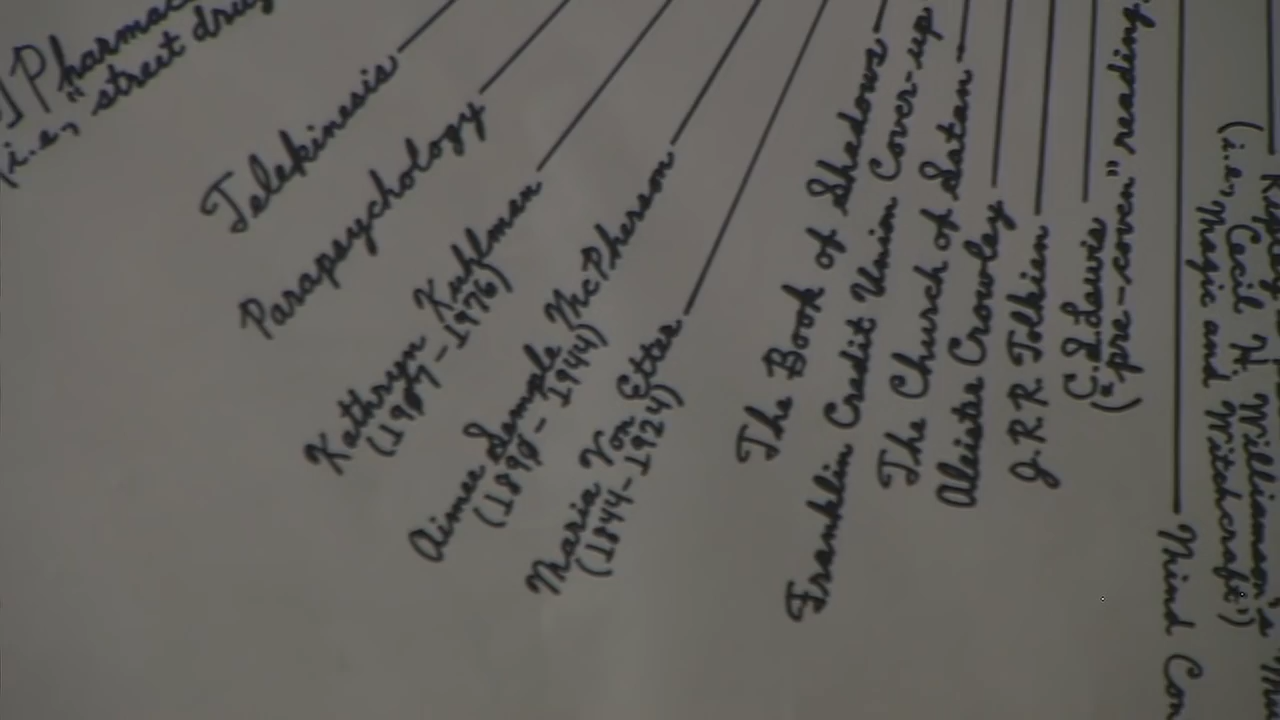 Pharmac
i.e., "street drug
Telekinesis
Parapsychology
Kathryn Kuhlman
(1907-1976)
Aimee Semple McPherson
(1890-1944)
Maria Von Etter
(1844-1924)
The Book of Shadows
Franklin Credit Union Cover-up
The Church of Satan
Aleister Crowley
J.R.R. Tolkien
C.S. Lewis
("pre-coven" reading
Mind Con
(i.e., Cecil H. Williamson's
Magic and Witchcraft')